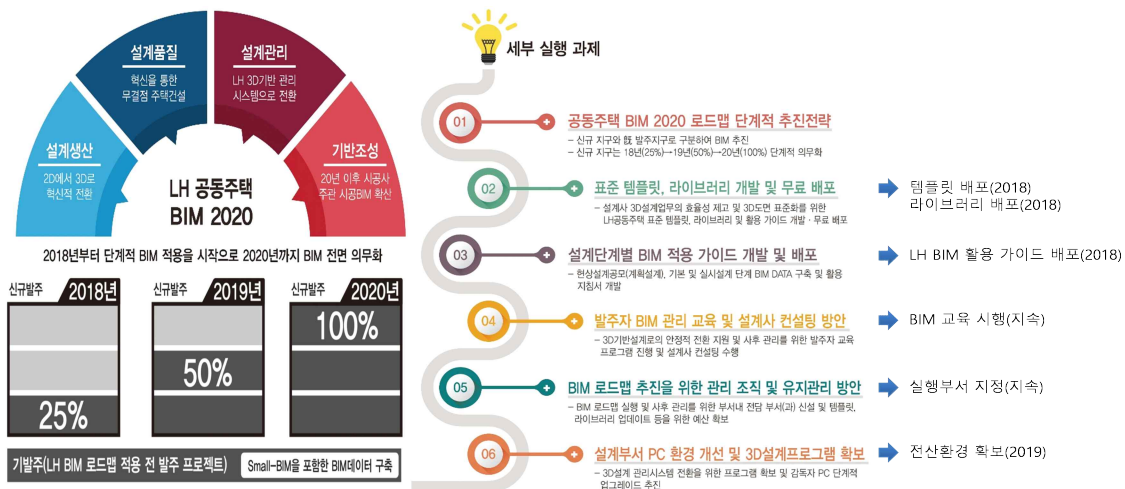 설계품질
혁신을 통한
무결점 주택건설
설계관리
LH 3D기반 관리
시스템으로 전환
설계생산
2D에서 3D로
혁신적 전환
기반조성
20년 이후 시공사
주관 시공BIM 확산
LH 공동주택
BIM 2020
2018년부터 단계적 BIM 적용을 시작으로 2020년까지 BIM 전면 의무화
신규발주 2018년
25%
신규발주 2019년
50%
신규발주 2020년
100%
기발주(LH BIM 로드맵 적용 전 발주 프로젝트) Small-BIM을 포함한 BIM데이터 구축
세부 실행 과제
01 공동주택 BIM 2020 로드맵 단계적 추진전략
– 신규 지구와 旣 발주지구로 구분하여 BIM 추진
– 신규 지구는 18년(25%)→19년(50%)→20년(100%) 단계적 의무화
02 표준 템플릿, 라이브러리 개발 및 무료 배포
– 설계사 3D설계업무의 효율성 제고 및 3D도면 표준화를 위한
LH공동주택 표준 템플릿, 라이브러리 및 활용 가이드 개발 · 무료 배포
템플릿 배포(2018)
라이브러리 배포(2018)
03 설계단계별 BIM 적용 가이드 개발 및 배포
– 현상설계공모(계획설계), 기본 및 실시설계 단계 BIM DATA 구축 및 활용
지침서 개발
LH BIM 활용 가이드 배포(2018)
04 발주자 BIM 관리 교육 및 설계사 컨설팅 방안
– 3D기반설계로의 안정적 전환 지원 및 사후 관리를 위한 발주자 교육
프로그램 진행 및 설계사 컨설팅 수행
BIM 교육 시행(지속)
05 BIM 로드맵 추진을 위한 관리 조직 및 유지관리 방안
– BIM 로드맵 실행 및 사후 관리를 위한 부서내 전담 부서(과) 신설 및 템플릿,
라이브러리 업데이트 등을 위한 예산 확보
실행부서 지정(지속)
06 설계부서 PC 환경 개선 및 3D설계프로그램 확보
– 3D설계 관리시스템 전환을 위한 프로그램 확보 및 감독자 PC 단계적
업그레이드 추진
전산환경 확보(2019)